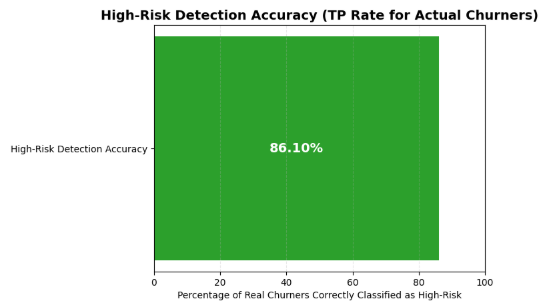 High-Risk Detection Accuracy (TP Rate for Actual Churners)
High-Risk Detection Accuracy
86.10%
0 20 40 60 80 100
Percentage of Real Churners Correctly Classified as High-Risk